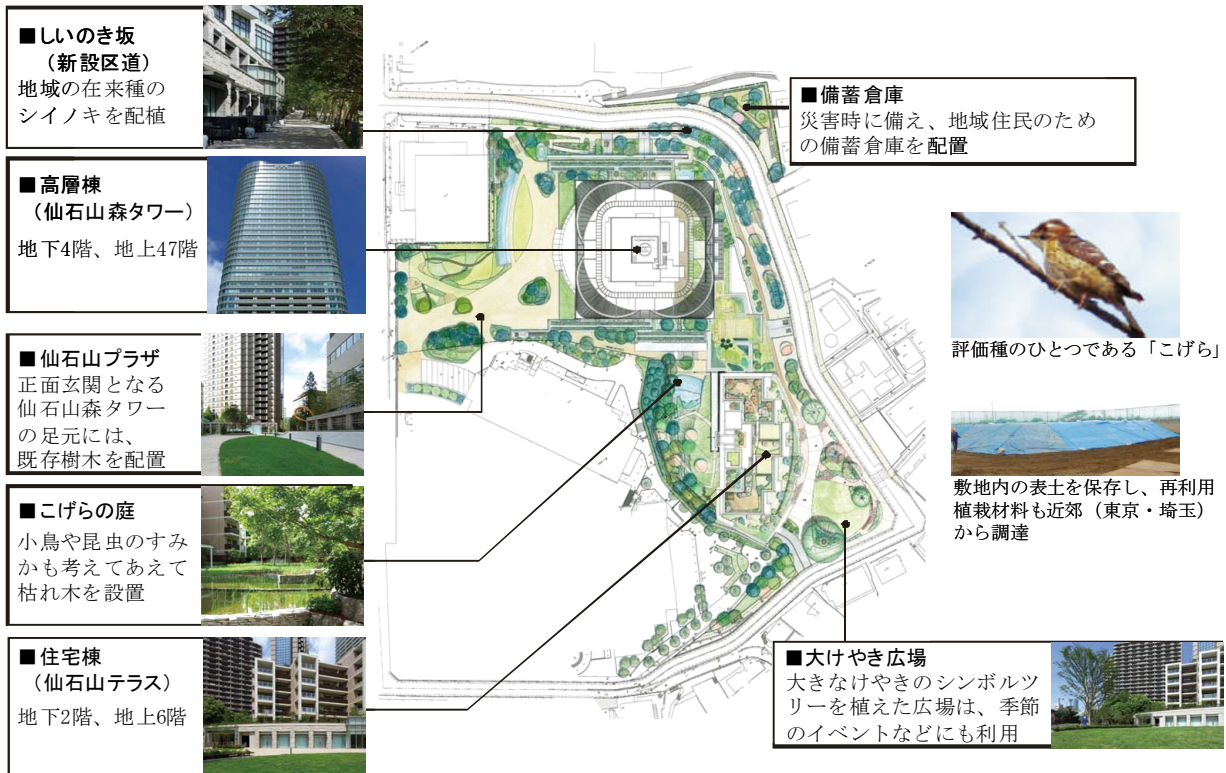 ■しいのき坂
（新設区道）
地域の在来種の
シイノキを配植
■高層棟
（仙石山森タワー）
地下4階、地上47階
■仙石山プラザ
正面玄関となる
仙石山森タワー
の足元には、
既存樹木を配置
■こげらの庭
小鳥や昆虫のすみ
かも考えてあえて
枯れ木を設置
■住宅棟
（仙石山テラス）
地下2階、地上6階
■備蓄倉庫
災害時に備え、地域住民のため
の備蓄倉庫を配置
評価種のひとつである「こげら」
敷地内の表土を保存し、再利用
植栽材料も近郊（東京・埼玉）
から調達
■大けやき広場
大きなけやきのシンボルツ
リーを植えた広場は、季節
のイベントなどにも利用